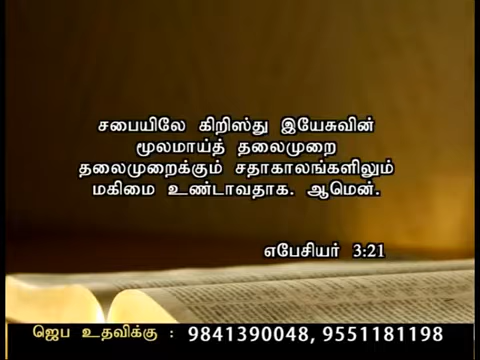 சபையிலே கிறிஸ்து இயேசுவின்
மூலமாய்த் தலைமுறை
தலைமுறைக்கும் சதாகாலங்களிலும்
மகிமை உண்டாவதாக. ஆமென்.
எபேசியர் 3:21
ஜெப உதவிக்கு : 9841390048, 9551181198